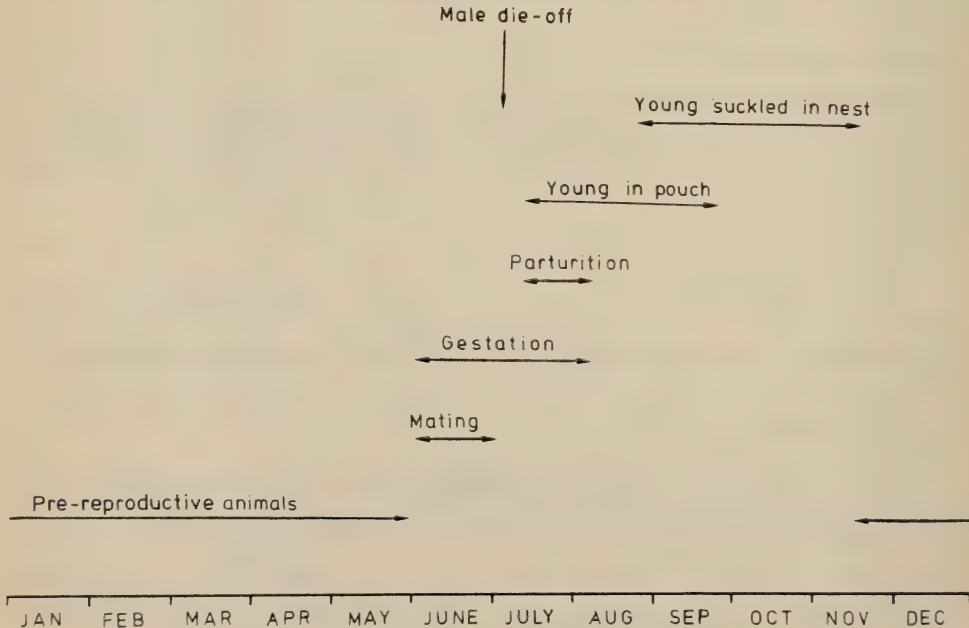 Male die-off
Young suckled in nest
Young in pouch
Parturition
Gestation
Mating
Pre-reproductive animals
JAN FEB MAR APR MAY JUNE JULY AUG SEP OCT NOV DEC